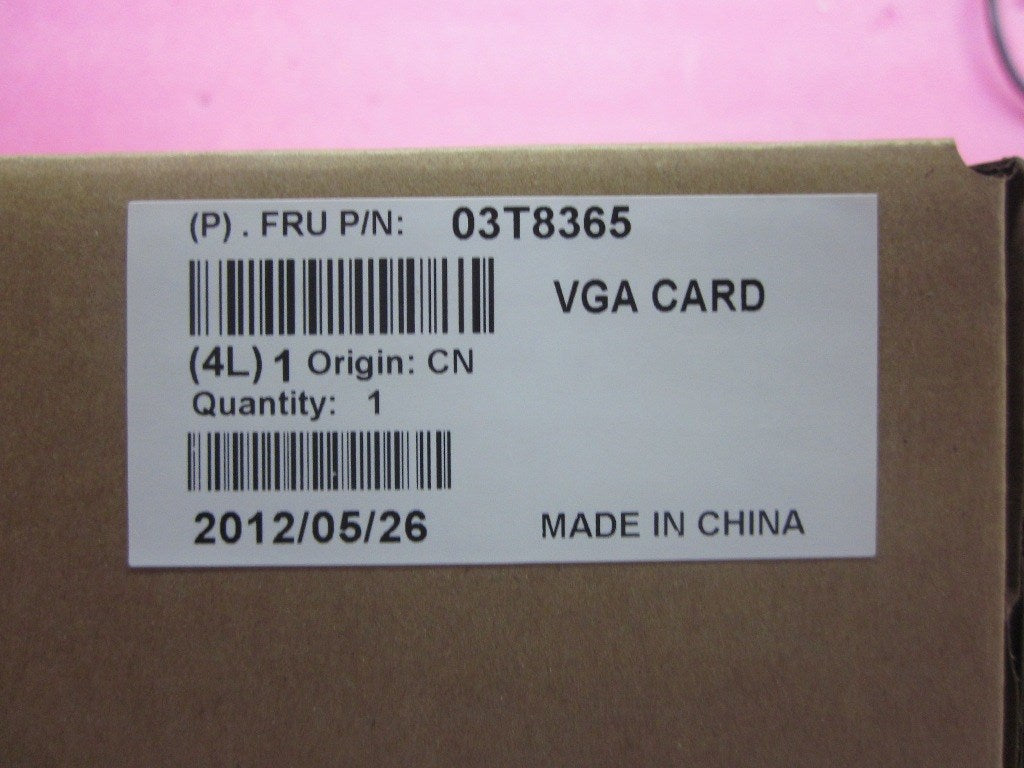 (P) . FRU P/N: 03T8365
VGA CARD
(4L) 1 Origin: CN
Quantity: 1
2012/05/26
MADE IN CHINA